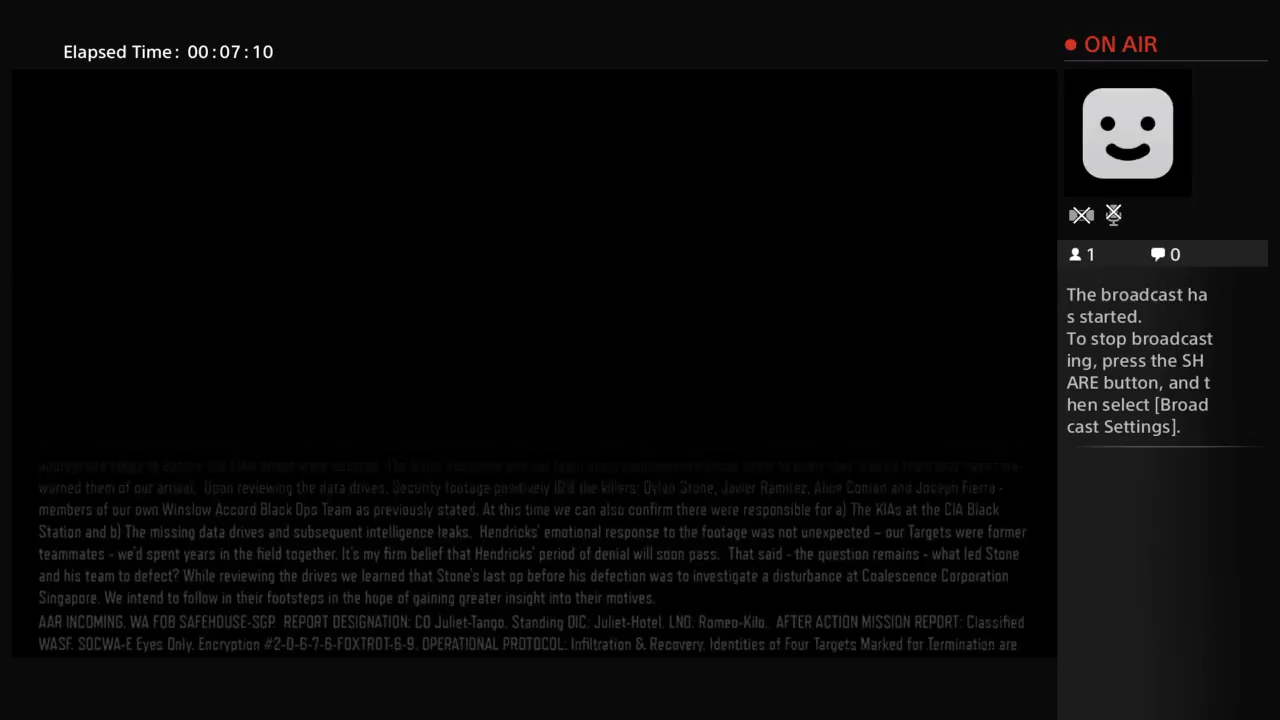 Elapsed Time: 00:07:10
ON AIR
1 0
The broadcast ha
s started.
To stop broadcast
ing, press the SH
ARE button, and t
hen select [Broad
cast Settings].
warned them of our arrival. Upon reviewing the data drives, Security footage positively ID'd the killers; Dylan Stone, Javier Ramirez, Alice Conrad and Joseph Fierro -
members of our own Winslow Accord Black Ops Team as previously stated. At this time we can also confirm there were responsible for a) The KIAs at the CIA Black
Station and b) The missing data drives and subsequent intelligence leaks. Hendricks' emotional response to the footage was not unexpected – our Targets were former
teammates - we'd spent years in the field together. It's my firm belief that Hendricks' period of denial will soon pass. That said - the question remains - what led Stone
and his team to defect? While reviewing the drives we learned that Stone's last op before his defection was to investigate a disturbance at Coalescence Corporation
Singapore. We intend to follow in their footsteps in the hope of gaining greater insight into their motives.
AAR INCOMING. WA FOB SAFEHOUSE-SGP. REPORT DESIGNATION: CO Juliet-Tango. Standing OIC: Juliet-Hotel. LNO: Romeo-Kilo. AFTER ACTION MISSION REPORT: Classified
WASF. SOCWA-E Eyes Only. Encryption #2-0-6-7-6-FOXTROT-6-9. OPERATIONAL PROTOCOL: Infiltration & Recovery. Identities of Four Targets Marked for Termination are